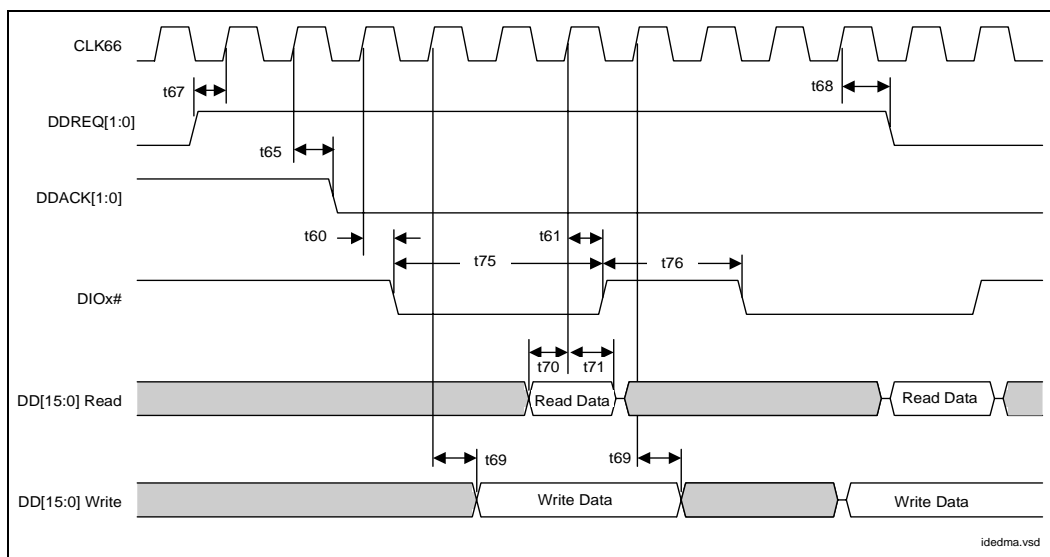 CLK66
t67
t68
DDREQ[1:0]
t65
DDACK[1:0]
t60
t61
t75
t76
DIOx#
t70
t71
DD[15:0] Read
Read Data
Read Data
t69
t69
DD[15:0] Write
Write Data
Write Data
idedma.vsd